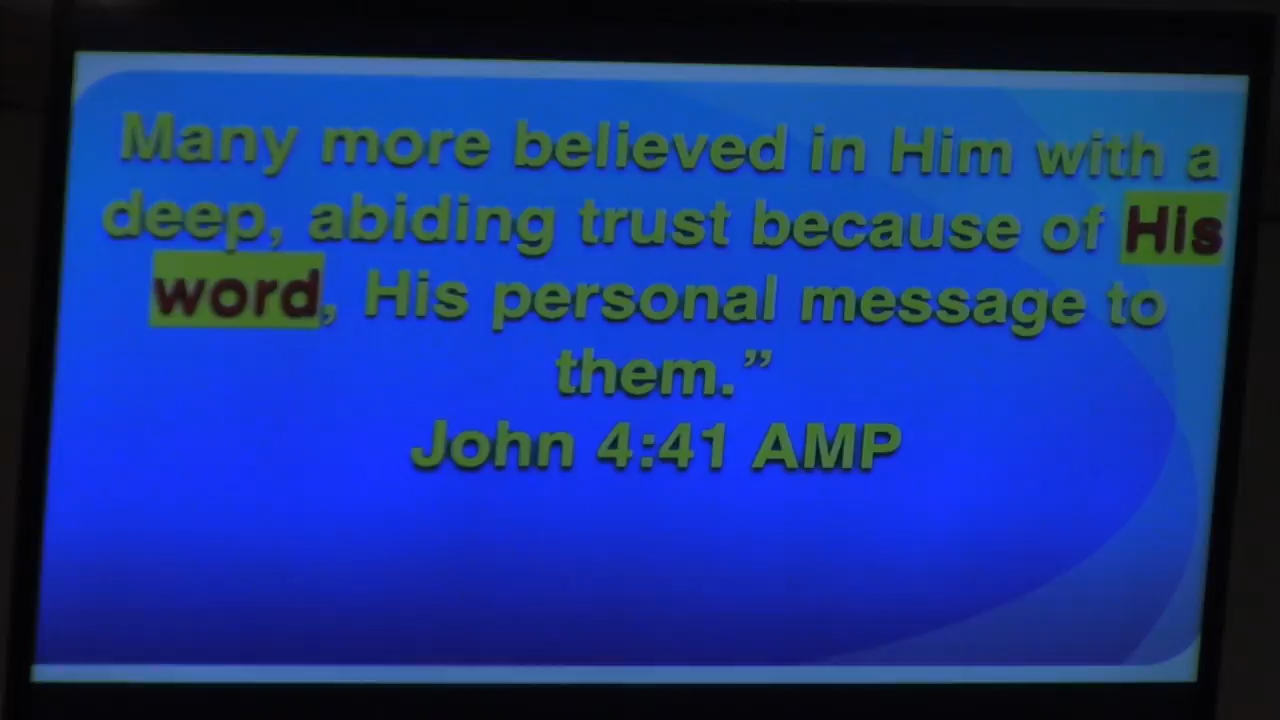 Many more believed in Him with a
deep, abiding trust because of His
word, His personal message to
them.”
John 4:41 AMP